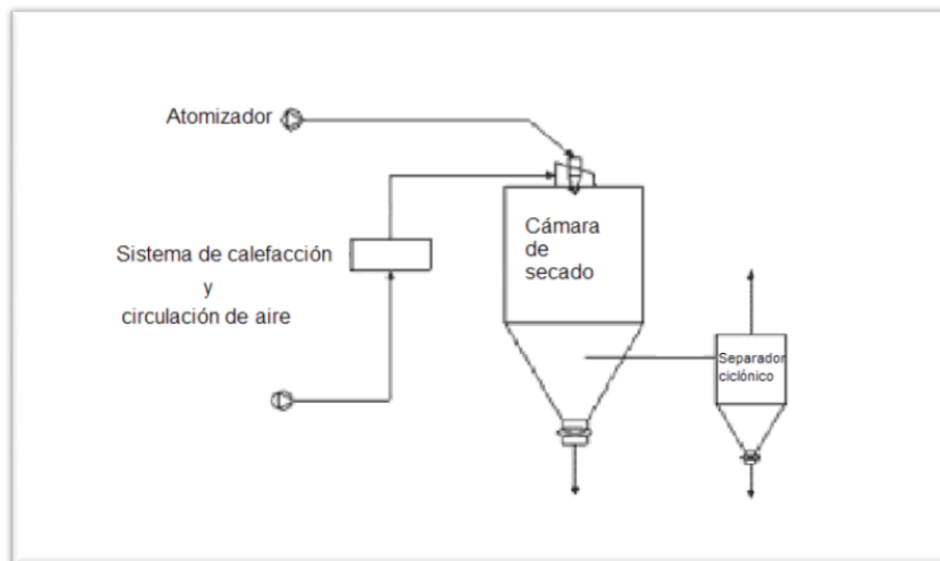 Atomizador
Sistema de calefacción
y
circulación de aire
Cámara
de
secado
Separador
ciclónico